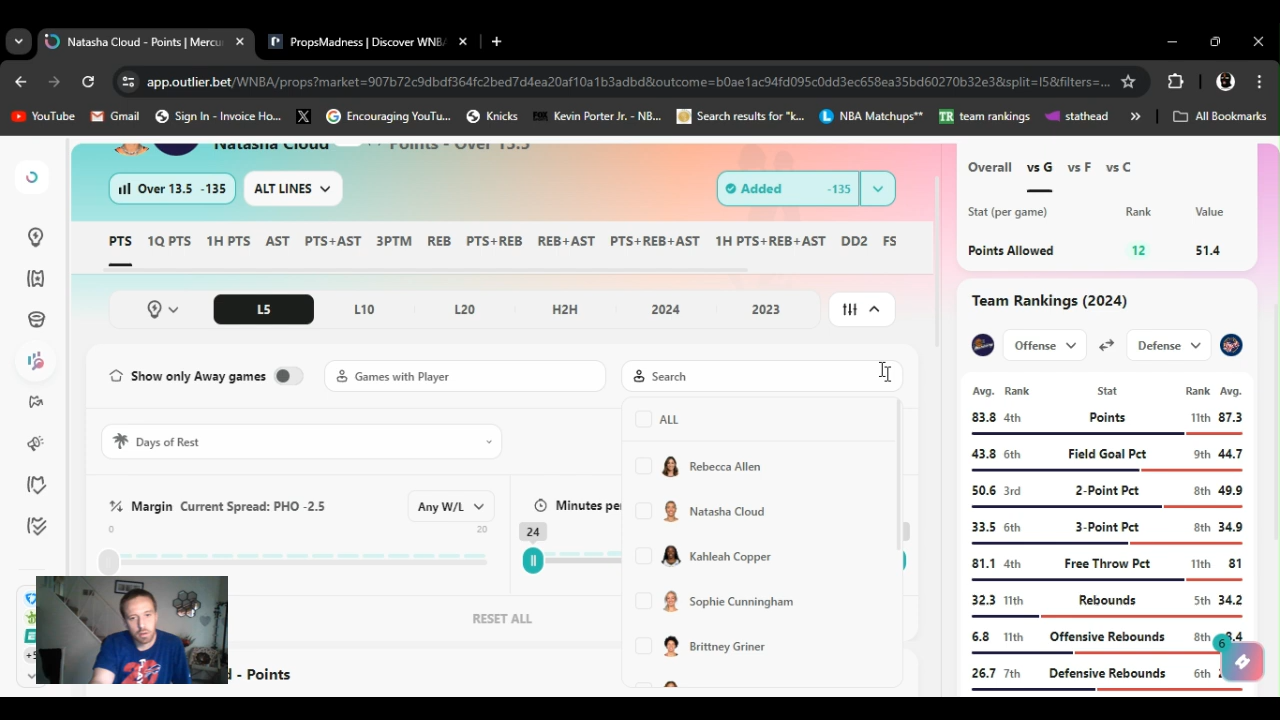 Natasha Cloud - Points | Mercu
PropsMadness | Discover WNBA
app.outlier.bet/WNBA/props?market=907b72c9dbdf364fc2bed7d4ea20af10a1b3adbd&outcome=b0ae1ac94fd095c0dd3ec658ea35bd60270b32e3&split=l5&filters=...
YouTube Gmail Sign In - Invoice Ho... Encouraging YouTu... Knicks Kevin Porter Jr. - NB... Search results for "k... NBA Matchups** TR team rankings stathead » All Bookmarks
Natasha Cloud Points - Over 13.5
Over 13.5 -135 ALT LINES Added -135
PTS 1Q PTS 1H PTS AST PTS+AST 3PTM REB PTS+REB REB+AST PTS+REB+AST 1H PTS+REB+AST DD2 FS
L5 L10 L20 H2H 2024 2023
Show only Away games Games with Player Search
ALL
Days of Rest
Rebecca Allen
Natasha Cloud
Margin Current Spread: PHO -2.5 Any W/L Minutes pe
0 20 24
Kahleah Copper
Sophie Cunningham
RESET ALL
Brittney Griner
d - Points
Overall vs G vs F vs C
Stat (per game) Rank Value
Points Allowed 12 51.4
Team Rankings (2024)
Offense Defense
Avg. Rank Stat Rank Avg.
83.8 4th Points 11th 87.3
43.8 6th Field Goal Pct 9th 44.7
50.6 3rd 2-Point Pct 8th 49.9
33.5 6th 3-Point Pct 8th 34.9
81.1 4th Free Throw Pct 11th 81
32.3 11th Rebounds 5th 34.2
6.8 11th Offensive Rebounds 8th .4
6
26.7 7th Defensive Rebounds 6th